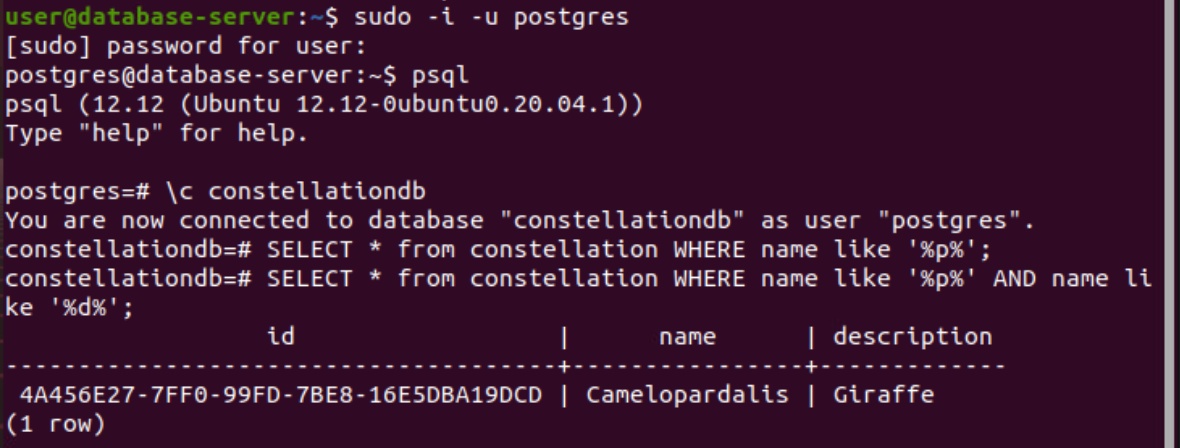 user@database-server:~$ sudo -i -u postgres
[sudo] password for user:
postgres@database-server:~$ psql
psql (12.12 (Ubuntu 12.12-0ubuntu0.20.04.1))
Type "help" for help.

postgres=# \c constellationdb
You are now connected to database "constellationdb" as user "postgres".
constellationdb=# SELECT * from constellation WHERE name like '%p%';
constellationdb=# SELECT * from constellation WHERE name like '%p%' AND name li
ke '%d%';
                  id                  |      name      | description
--------------------------------------+----------------+-------------
 4A456E27-7FF0-99FD-7BE8-16E5DBA19DCD | Camelopardalis | Giraffe
(1 row)